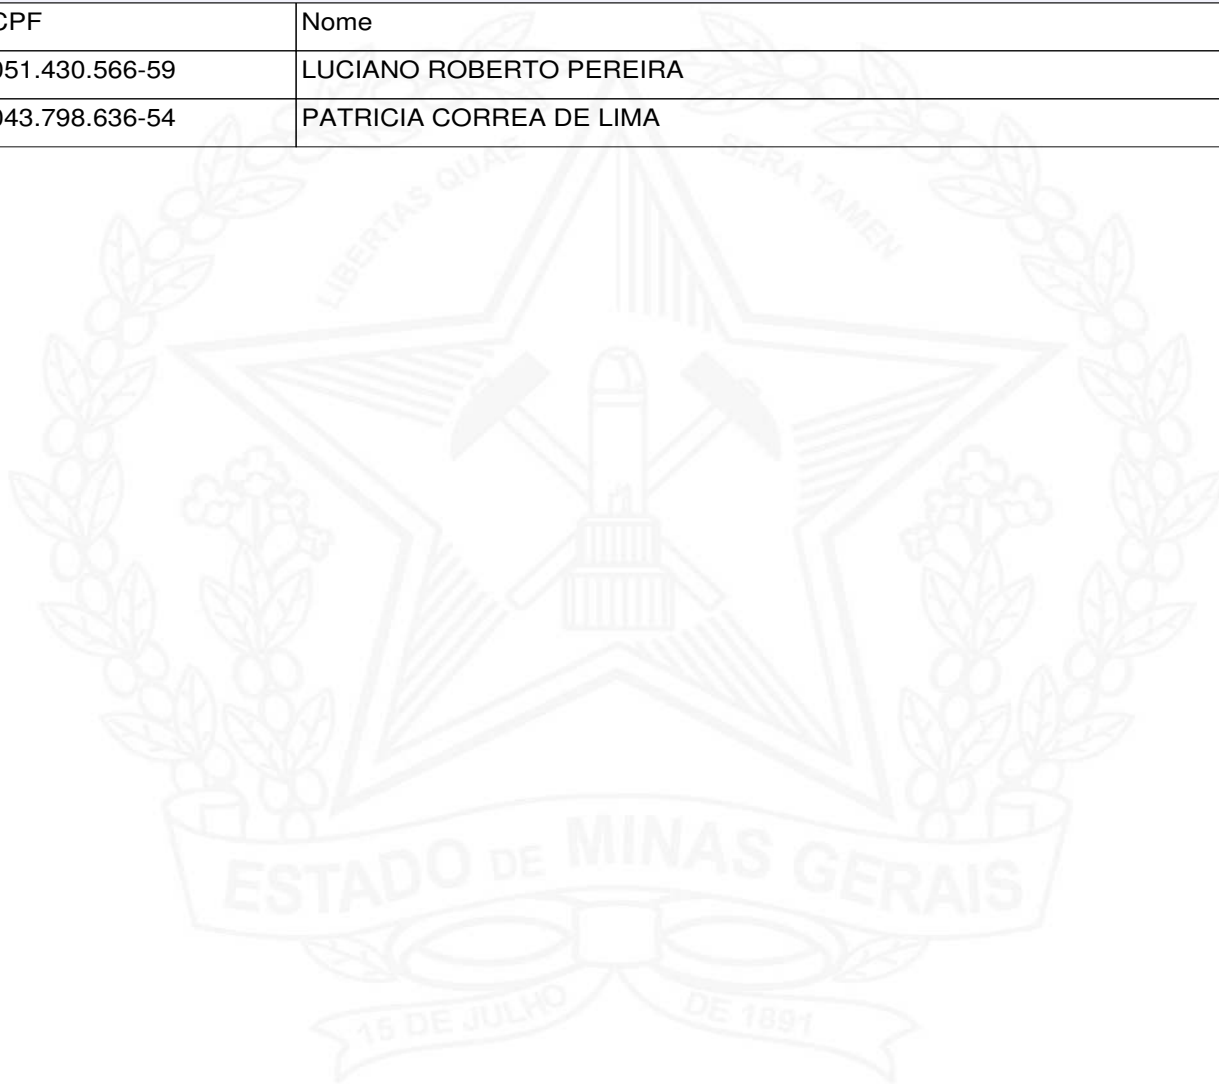 CPF Nome
051.430.566-59 LUCIANO ROBERTO PEREIRA
043.798.636-54 PATRICIA CORREA DE LIMA
LIBERTAS QUAE SERA TAMEN
ESTADO DE MINAS GERAIS
15 DE JULHO DE 1891